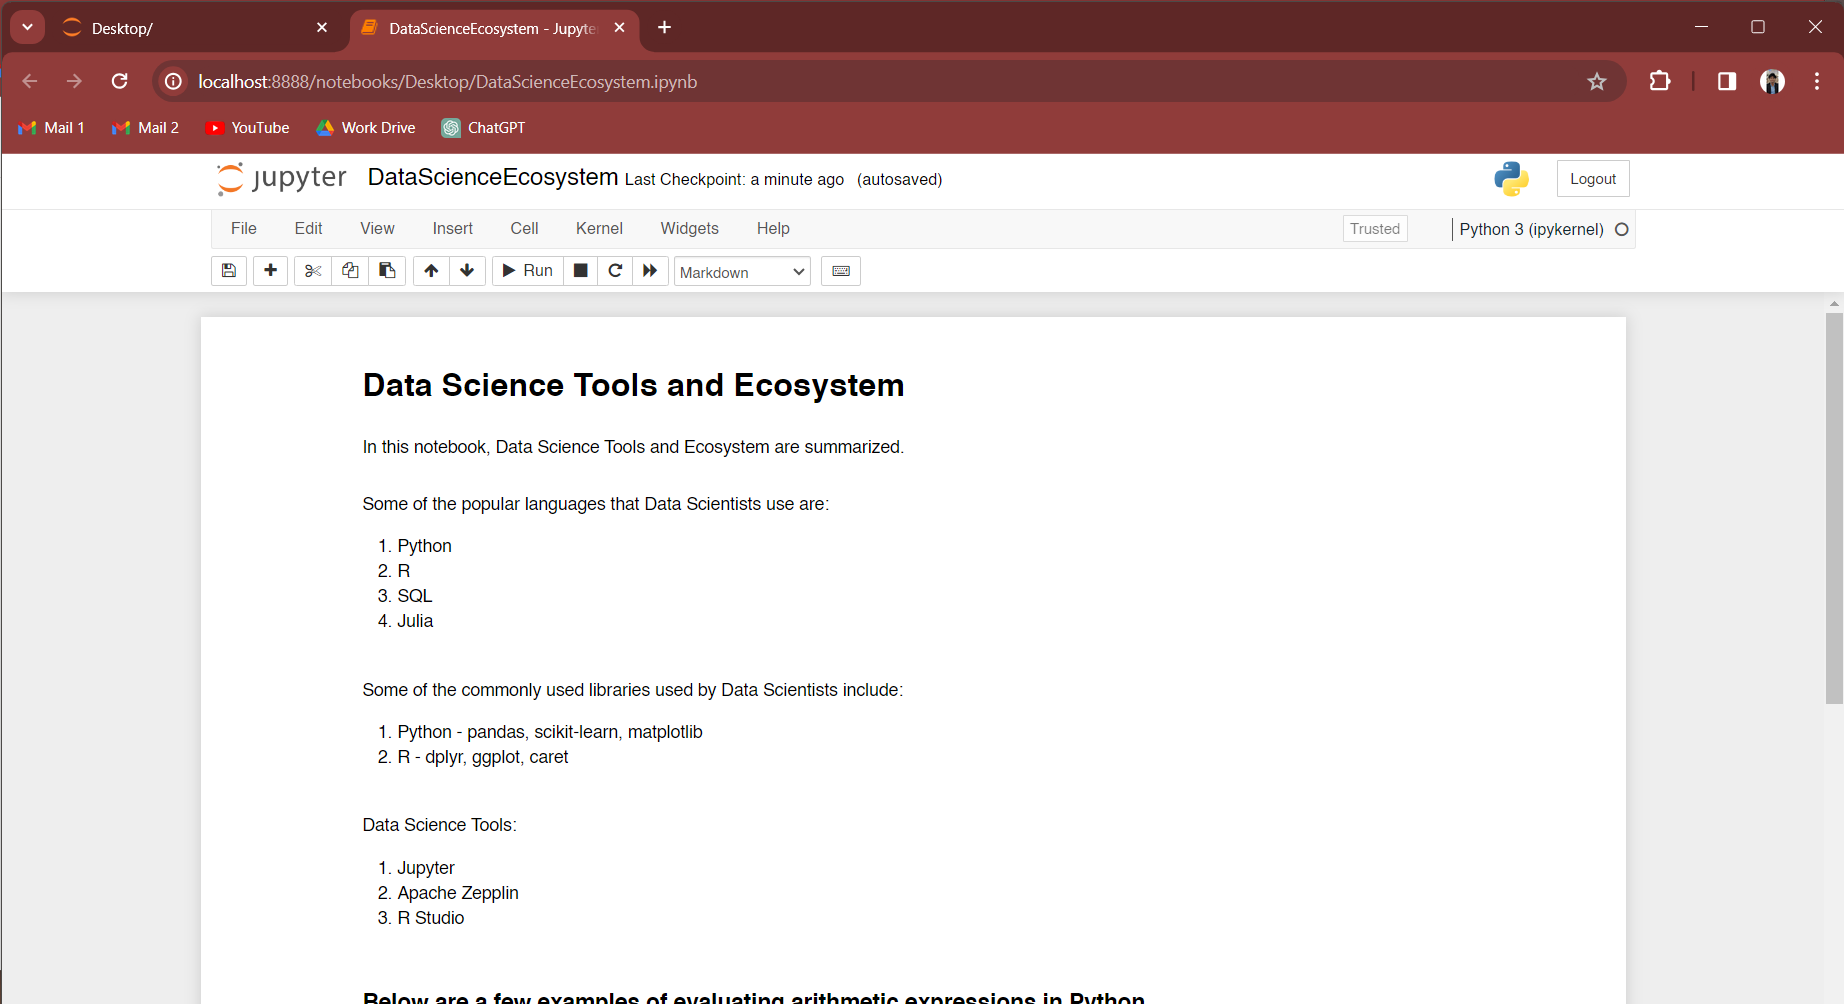 Desktop/
DataScienceEcosystem - Jupyte
localhost:8888/notebooks/Desktop/DataScienceEcosystem.ipynb
Mail 1 Mail 2 YouTube Work Drive ChatGPT
jupyter DataScienceEcosystem Last Checkpoint: a minute ago (autosaved) Logout
File Edit View Insert Cell Kernel Widgets Help Trusted Python 3 (ipykernel)
Run Markdown
Data Science Tools and Ecosystem
In this notebook, Data Science Tools and Ecosystem are summarized.
Some of the popular languages that Data Scientists use are:
1. Python
2. R
3. SQL
4. Julia
Some of the commonly used libraries used by Data Scientists include:
1. Python - pandas, scikit-learn, matplotlib
2. R - dplyr, ggplot, caret
Data Science Tools:
1. Jupyter
2. Apache Zepplin
3. R Studio
Below are a few examples of evaluating arithmetic expressions in Python